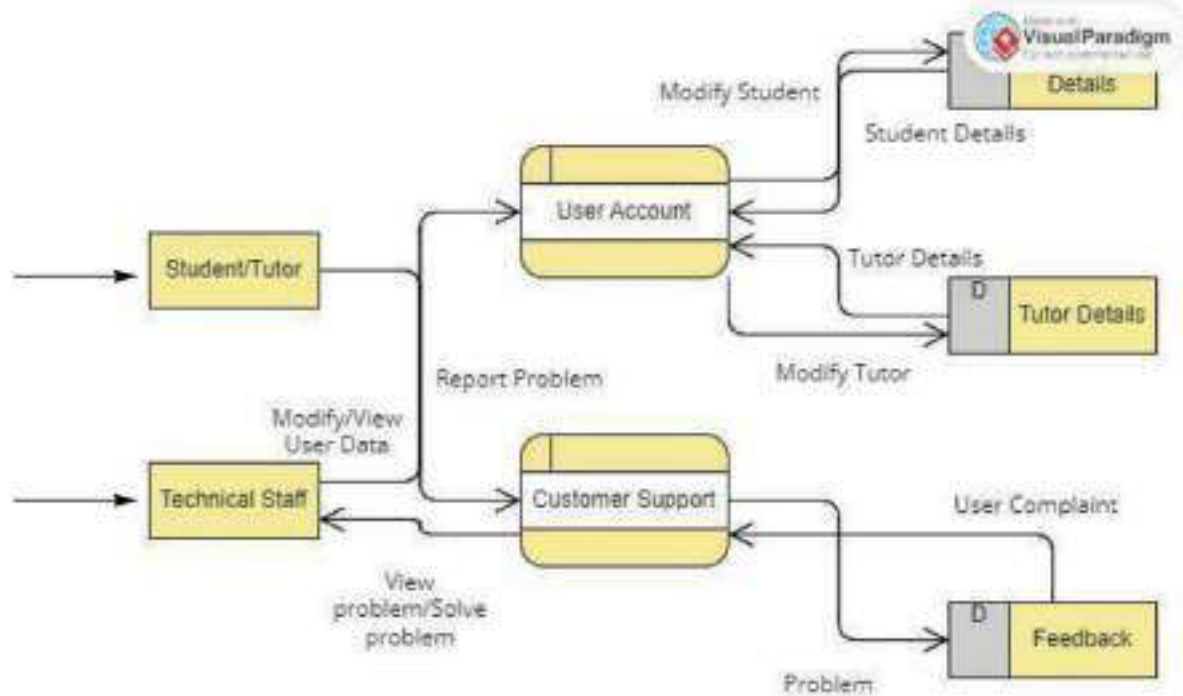 VisualParadigm
Details
Modify Student
Student Details
User Account
Student/Tutor
Tutor Details
D
Tutor Details
Modify Tutor
Report Problem
Modify/View
User Data
Technical Staff
Customer Support
User Complaint
View
problem/Solve
problem
D
Feedback
Problem